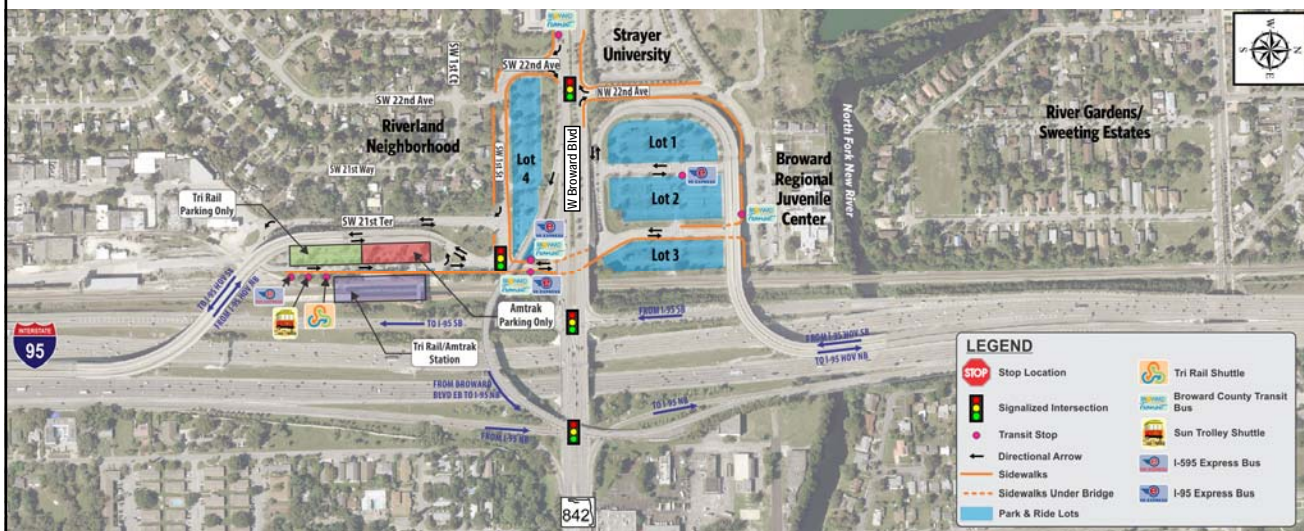 Strayer
University
SW 1st Ct
SW 22nd Ave
SW 22nd Ave
NW 22nd Ave
Riverland
Neighborhood
SW 21st Way
SW 1st St
Lot
4
W Broward Blvd
Lot 1
Lot 2
Lot 3
Broward
Regional
Juvenile
Center
North Fork New River
River Gardens/
Sweeting Estates
N
S
E
W
Tri Rail
Parking Only
SW 21st Ter
Amtrak
Parking Only
Tri Rail/Amtrak
Station
TO I-95 HOV SB
FROM I-95 HOV NB
TO I-95 SB
FROM I-95 SB
FROM I-95 HOV SB
TO I-95 HOV NB
FROM BROWARD
BLVD EB TO I-95 NB
FROM I-95 NB
TO I-95 NB
INTERSTATE
95
842
LEGEND
STOP
Stop Location
Signalized Intersection
Transit Stop
Directional Arrow
Sidewalks
Sidewalks Under Bridge
Park & Ride Lots
Tri Rail Shuttle
Broward County Transit
Bus
Sun Trolley Shuttle
I-595 Express Bus
I-95 Express Bus